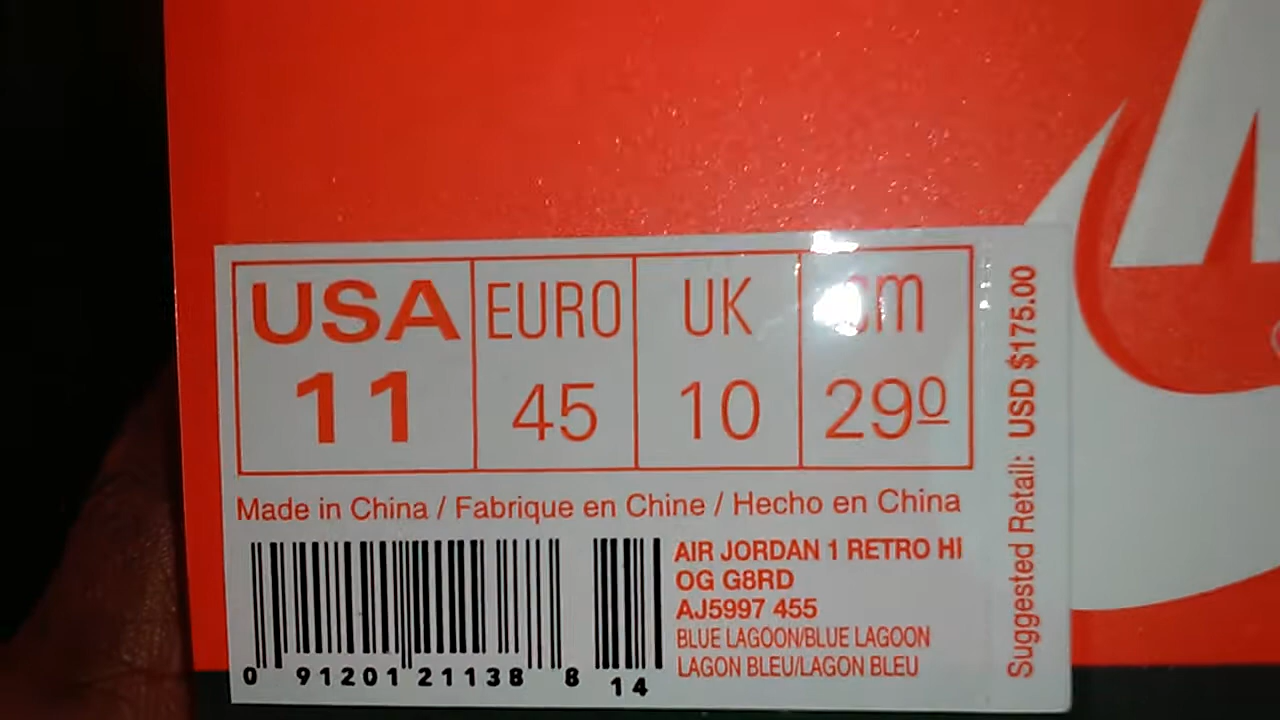 USA EURO UK cm
11 45 10 290
Made in China / Fabrique en Chine / Hecho en China
AIR JORDAN 1 RETRO HI
OG G8RD
AJ5997 455
BLUE LAGOON/BLUE LAGOON
LAGON BLEU/LAGON BLEU
0 91201 21138 8 14
Suggested Retail: USD $175.00